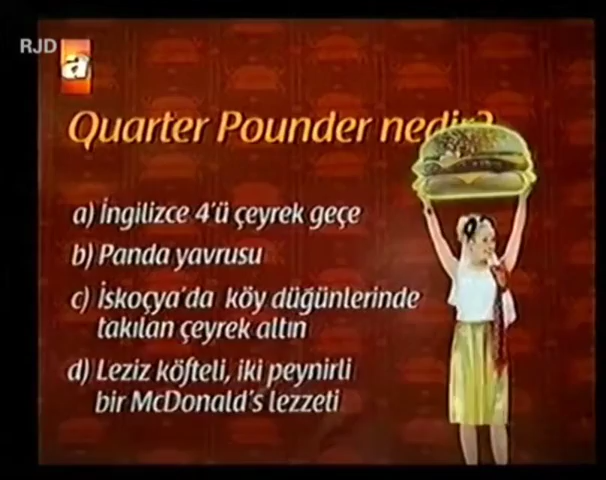 RJD
a
Quarter Pounder nedir?
a) İngilizce 4'ü çeyrek geçe
b) Panda yavrusu
c) İskoçya'da köy düğünlerinde
takılan çeyrek altın
d) Leziz köfteli, iki peynirli
bir McDonald's lezzeti